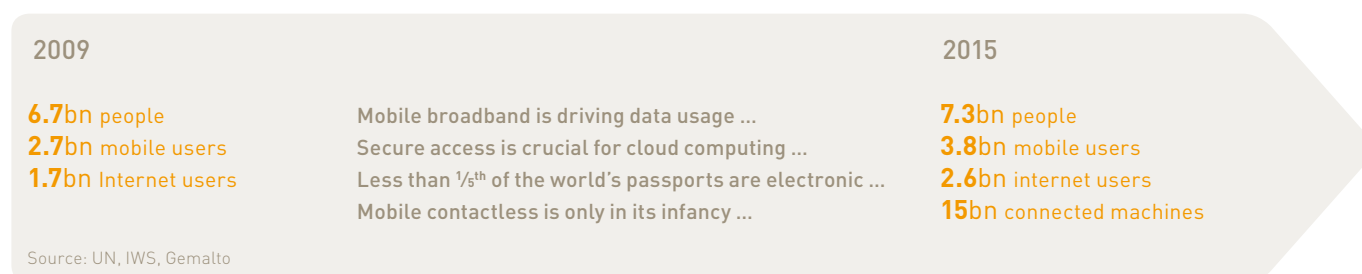 2009
6.7bn people
2.7bn mobile users
1.7bn Internet users
Mobile broadband is driving data usage ...
Secure access is crucial for cloud computing ...
Less than 1/5th of the world’s passports are electronic ...
Mobile contactless is only in its infancy ...
2015
7.3bn people
3.8bn mobile users
2.6bn internet users
15bn connected machines
Source: UN, IWS, Gemalto